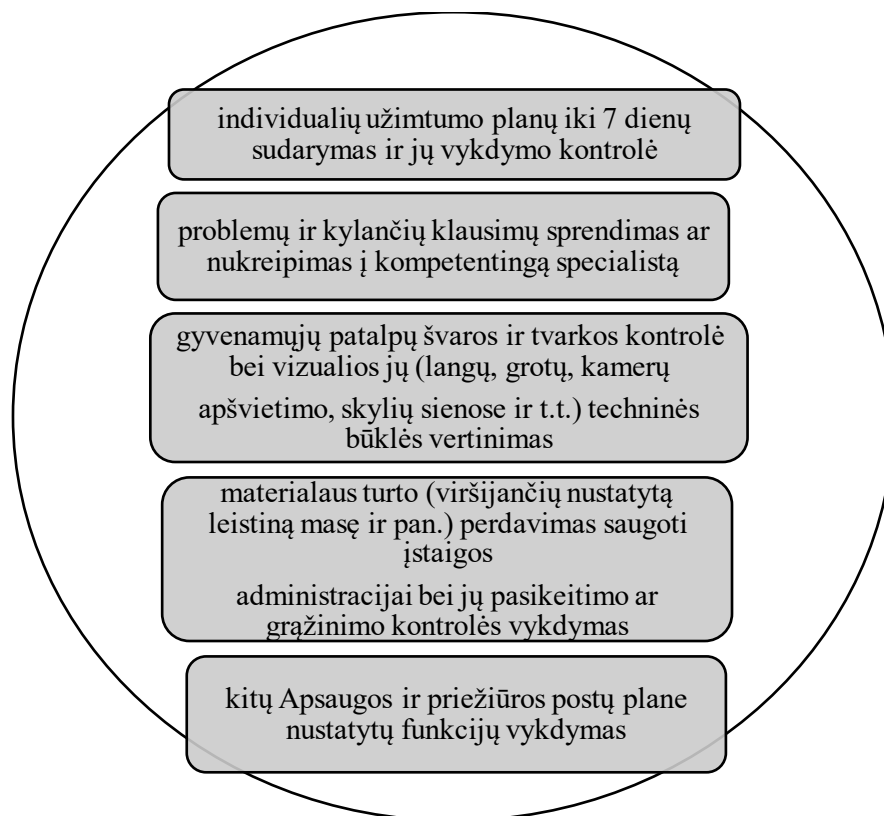 individualių užimtumo planų iki 7 dienų
sudarymas ir jų vykdymo kontrolė
problemų ir kylančių klausimų sprendimas ar
nukreipimas į kompetentingą specialistą
gyvenamųjų patalpų švaros ir tvarkos kontrolė
bei vizualios jų (langų, grotų, kamerų
apšvietimo, skylių sienose ir t.t.) techninės
būklės vertinimas
materialaus turto (viršijančių nustatytą
leistiną masę ir pan.) perdavimas saugoti
įstaigos
administracijai bei jų pasikeitimo ar
grąžinimo kontrolės vykdymas
kitų Apsaugos ir priežiūros postų plane
nustatytų funkcijų vykdymas